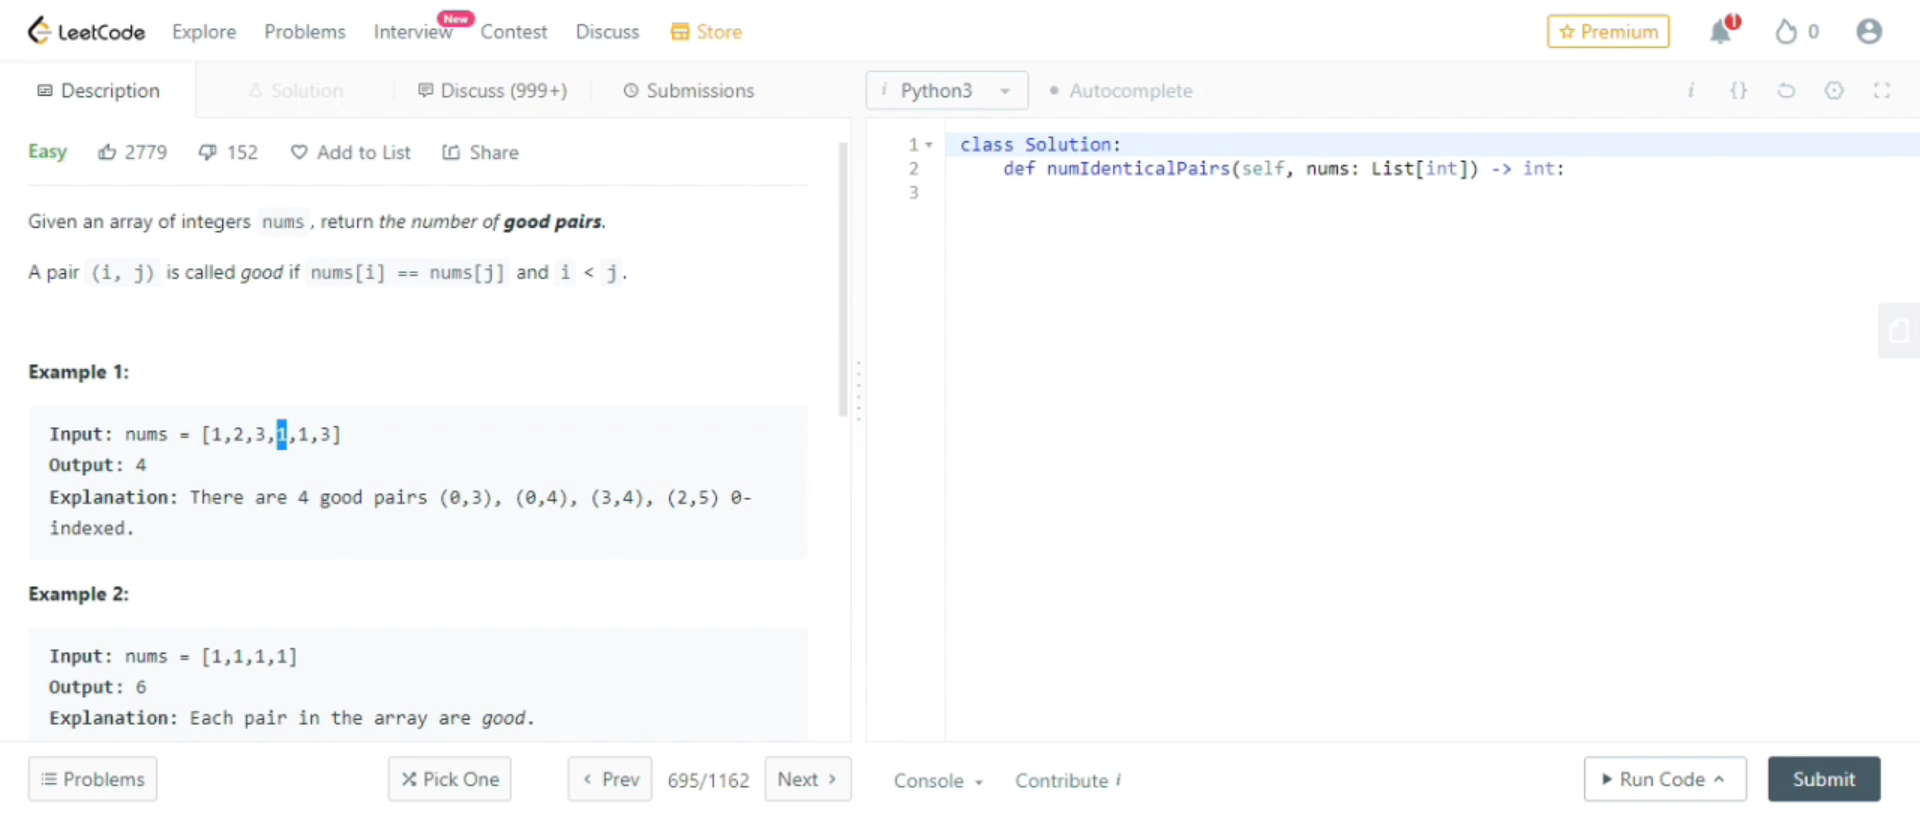 LeetCode Explore Problems Interview New Contest Discuss Store Premium 1 0
Description Solution Discuss (999+) Submissions
i Python3 Autocomplete i {}
Easy 2779 152 Add to List Share
Given an array of integers nums, return the number of good pairs.
A pair (i, j) is called good if nums[i] == nums[j] and i < j.
Example 1:
Input: nums = [1,2,3,1,1,3]
Output: 4
Explanation: There are 4 good pairs (0,3), (0,4), (3,4), (2,5) 0-
indexed.
Example 2:
Input: nums = [1,1,1,1]
Output: 6
Explanation: Each pair in the array are good.
1 class Solution:
2 def numIdenticalPairs(self, nums: List[int]) -> int:
3
Problems Pick One < Prev 695/1162 Next > Console Contribute i Run Code Submit